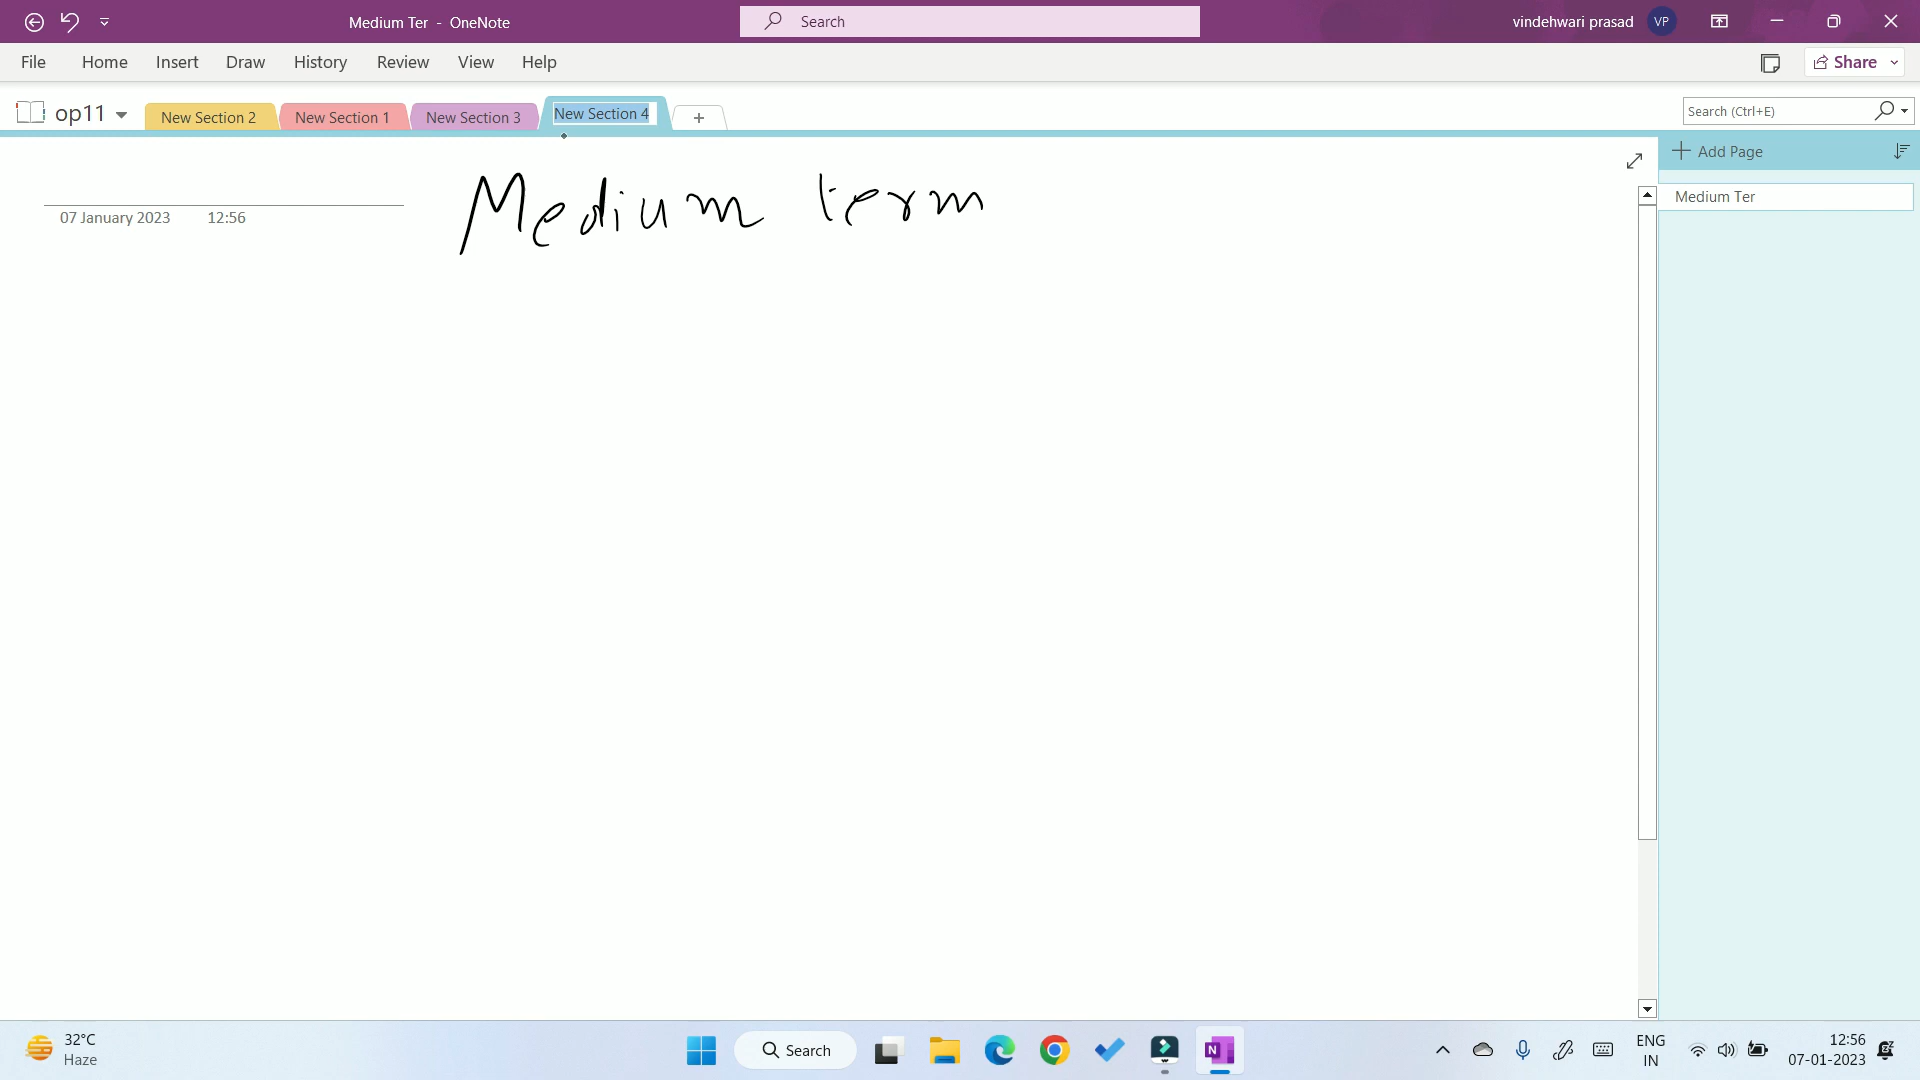 Medium Ter - OneNote
Search
vindehwari prasad VP
File Home Insert Draw History Review View Help
Share
op11
New Section 2 New Section 1 New Section 3 New Section 4 +
Search (Ctrl+E)
Add Page
Medium term
Medium Ter
07 January 2023 12:56
32°C
Haze
Search
N
ENG
IN
12:56
07-01-2023